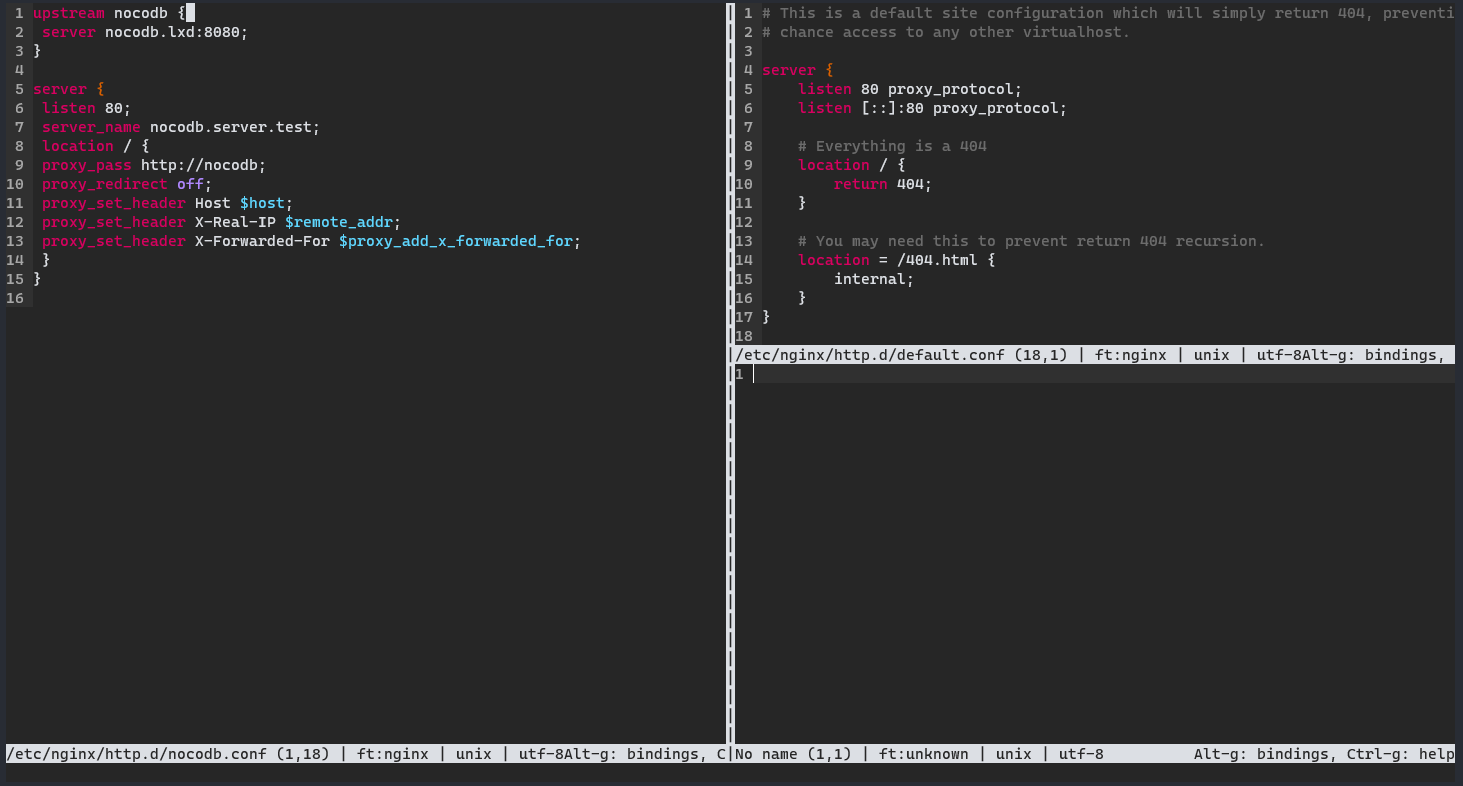 1 upstream nocodb {
2  server nocodb.lxd:8080;
3 }
4
5 server {
6  listen 80;
7  server_name nocodb.server.test;
8  location / {
9  proxy_pass http://nocodb;
10  proxy_redirect off;
11  proxy_set_header Host $host;
12  proxy_set_header X-Real-IP $remote_addr;
13  proxy_set_header X-Forwarded-For $proxy_add_x_forwarded_for;
14  }
15 }
16
/etc/nginx/http.d/nocodb.conf (1,18) | ft:nginx | unix | utf-8Alt-g: bindings, C
1 # This is a default site configuration which will simply return 404, preventi
2 # chance access to any other virtualhost.
3
4 server {
5     listen 80 proxy_protocol;
6     listen [::]:80 proxy_protocol;
7
8     # Everything is a 404
9     location / {
10         return 404;
11     }
12
13     # You may need this to prevent return 404 recursion.
14     location = /404.html {
15         internal;
16     }
17 }
18
/etc/nginx/http.d/default.conf (18,1) | ft:nginx | unix | utf-8Alt-g: bindings,
1
No name (1,1) | ft:unknown | unix | utf-8 Alt-g: bindings, Ctrl-g: help